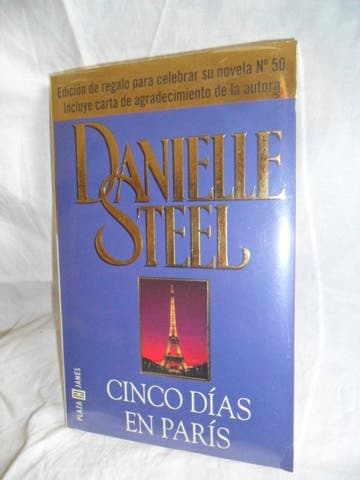 Edición de regalo para celebrar su novela Nº 50.
Incluye carta de agradecimiento de la autora
DANIELLE
STEEL
CINCO DÍAS
EN PARÍS
PLAZA JANES